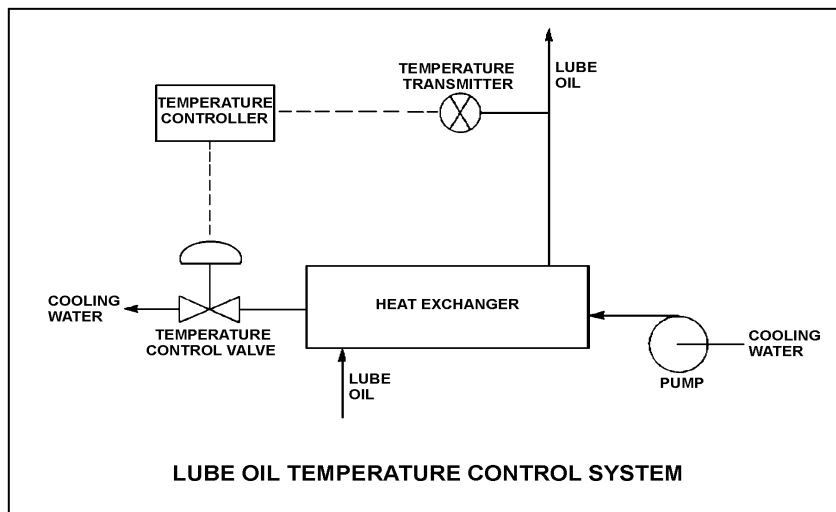 TEMPERATURE
TRANSMITTER
LUBE
OIL
TEMPERATURE
CONTROLLER
HEAT EXCHANGER
COOLING
WATER
TEMPERATURE
CONTROL VALVE
LUBE
OIL
PUMP
COOLING
WATER
LUBE OIL TEMPERATURE CONTROL SYSTEM